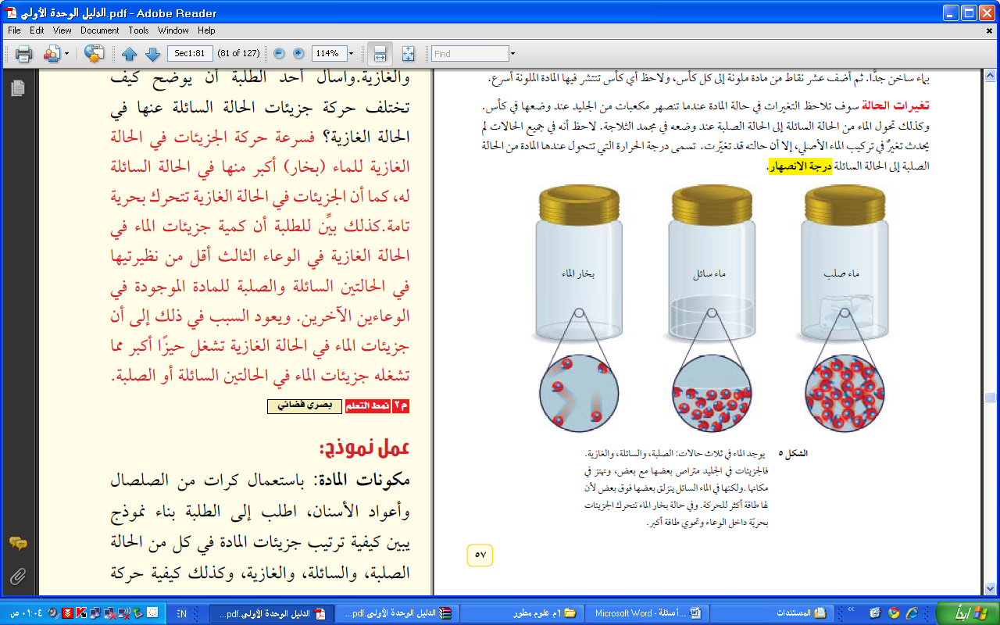 الدليل الوحدة الأولى.pdf - Adobe Reader
File Edit View Document Tools Window Help
Sec1:81 (81 of 127) 114% Find
بماء ساخن جدًّا. ثم أضف عشر نقاط من مادة ملونة إلى كل كأس، ولاحظ أي كأس تنتشر فيها المادة الملونة أسرع.
تغيرات الحالة سوف تلاحظ التغيرات في حالة المادة عندما تنصهر مكعبات من الجليد عند وضعها في كأس.
وكذلك تحول الماء من الحالة السائلة إلى الحالة الصلبة عند وضعه في مجمد الثلاجة. لاحظ أنه في جميع الحالات لم
يحدث تغيرٌ في تركيب الماء الأصلي، إلا أن حالته قد تغيّرت. تسمى درجة الحرارة التي تتحول عندها المادة من الحالة
الصلبة إلى الحالة السائلة درجة الانصهار.
ماء صلب
ماء سائل
بخار الماء
الشكل ٥ يوجد الماء في ثلاث حالات: الصلبة، والسائلة، والغازية.
فالجزيئات في الجليد متراص بعضها مع بعض، وتهتز في
مكانها .ولكنها في الماء السائل ينزلق بعضها فوق بعض لأن
لها طاقة أكثر للحركة. وفي حالة بخار الماء تتحرك الجزيئات
بحريّة داخل الوعاء وتحوي طاقة أكبر.
٥٧
والغازية.واسأل أحد الطلبة أن يوضح كيف
تختلف حركة جزيئات الحالة السائلة عنها في
الحالة الغازية؟ فسرعة حركة الجزيئات في الحالة
الغازية للماء (بخار) أكبر منها في الحالة السائلة
له، كما أن الجزيئات في الحالة الغازية تتحرك بحرية
تامة.كذلك بيِّن للطلبة أن كمية جزيئات الماء في
الحالة الغازية في الوعاء الثالث أقل من نظيرتيها
في الحالتين السائلة والصلبة للمادة الموجودة في
الوعاءين الآخرين. ويعود السبب في ذلك إلى أن
جزيئات الماء في الحالة الغازية تشغل حيزًا أكبر مما
تشغله جزيئات الماء في الحالتين السائلة أو الصلبة.
م٢ نمط التعلم بصري فضائي
عمل نموذج:
مكونات المادة: باستعمال كرات من الصلصال
وأعواد الأسنان، اطلب إلى الطلبة بناء نموذج
يبين كيفية ترتيب جزيئات المادة في كل من الحالة
الصلبة، والسائلة، والغازية، وكذلك كيفية حركة
ابدأ
المستندات
أسئلة... - Microsoft Word
١م علوم مطور
الدليل الوحدة الأولى.pdf...
الدليل الوحدة الأولى.pdf...
EN
٠١:٠٤ ص